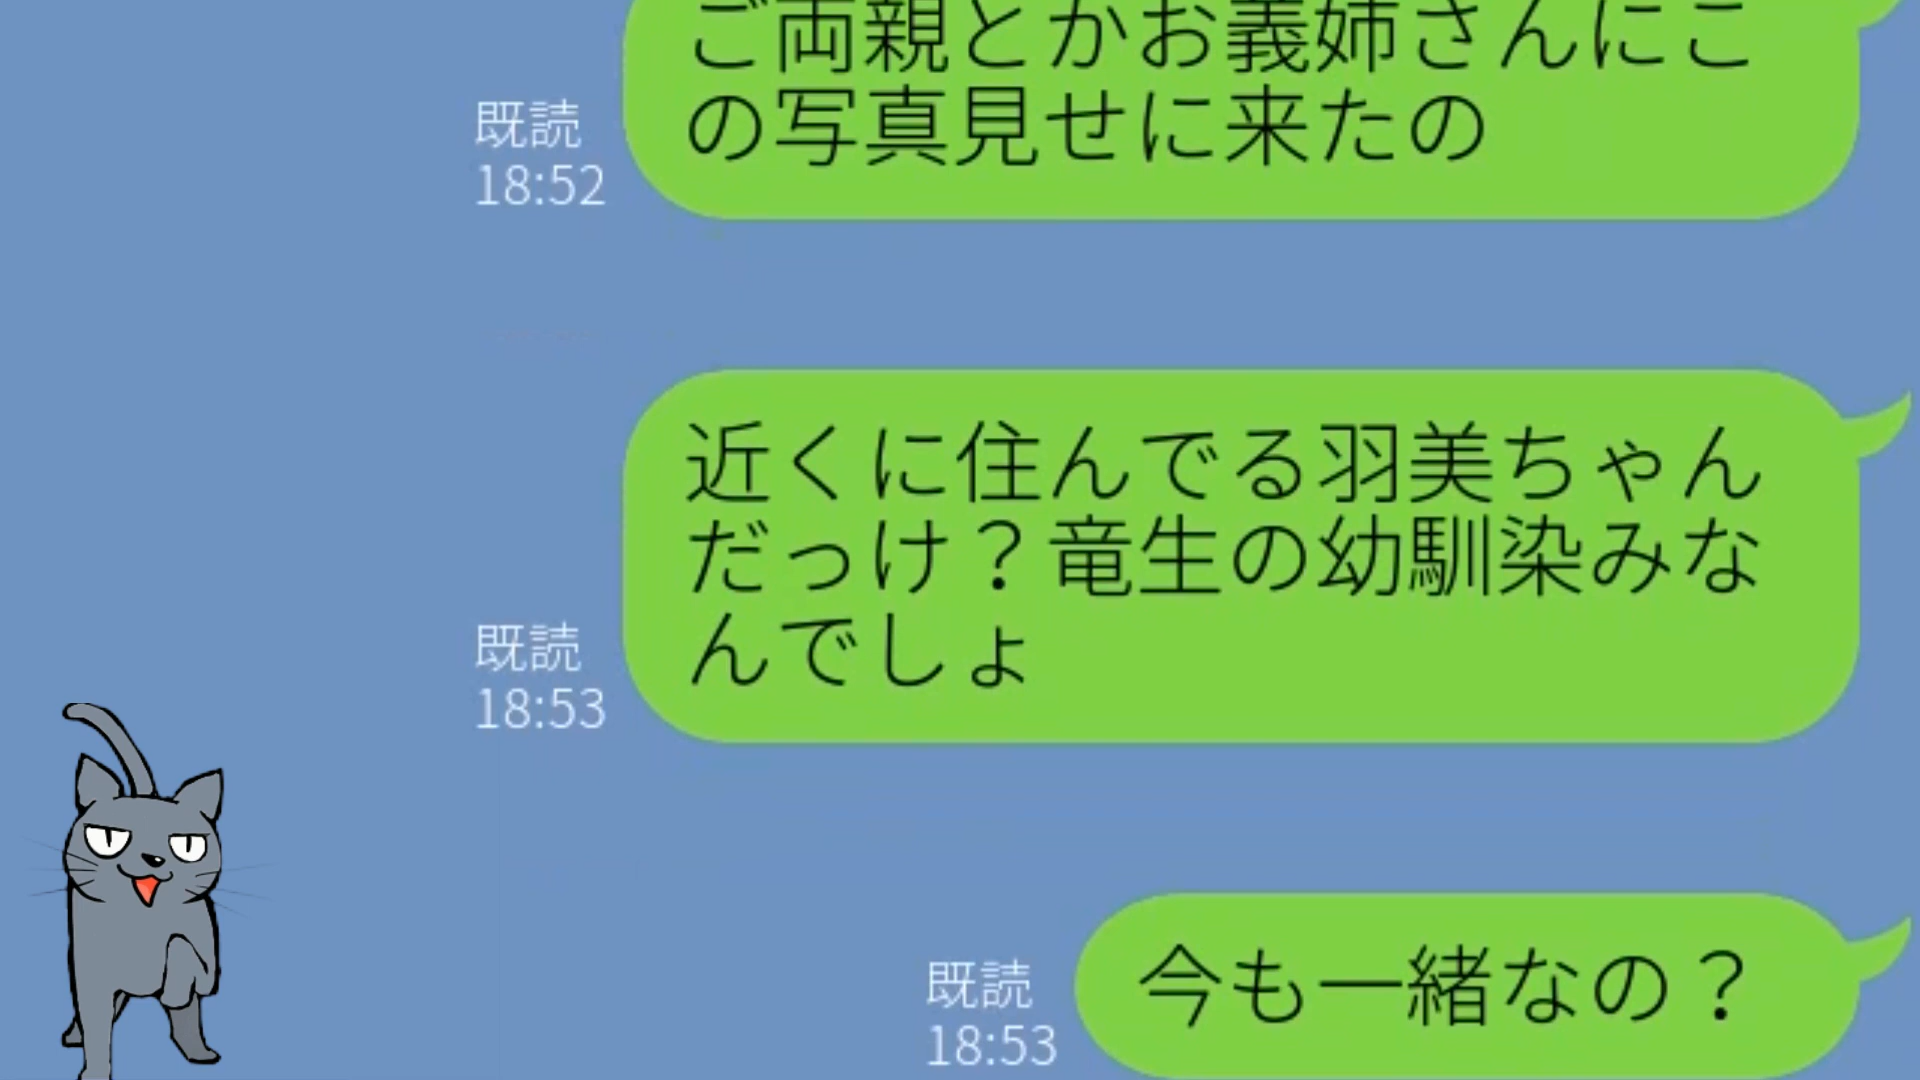 ご両親とかお義姉さんにこ
の写真見せに来たの
既読
18:52
近くに住んでる羽美ちゃん
だっけ？竜生の幼馴染みな
んでしょ
既読
18:53
今も一緒なの？
既読
18:53